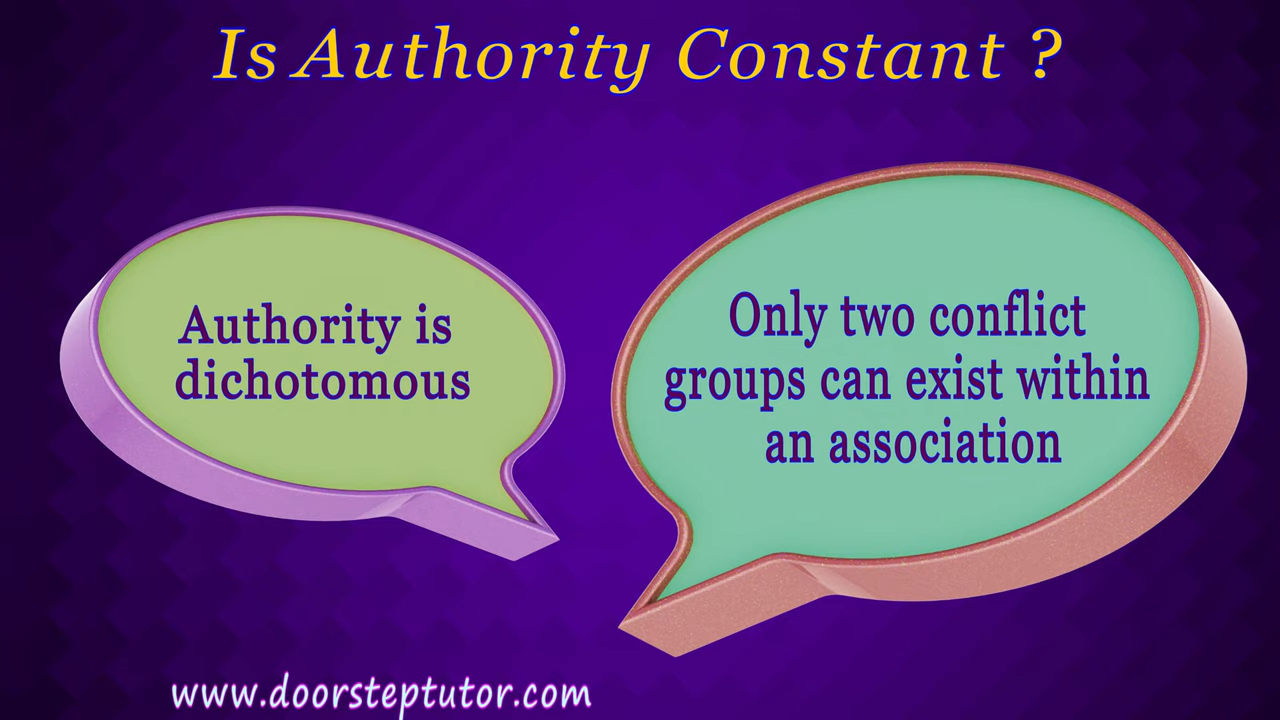 Is Authority Constant ?
Authority is
dichotomous
Only two conflict
groups can exist within
an association
www.doorsteptutor.com